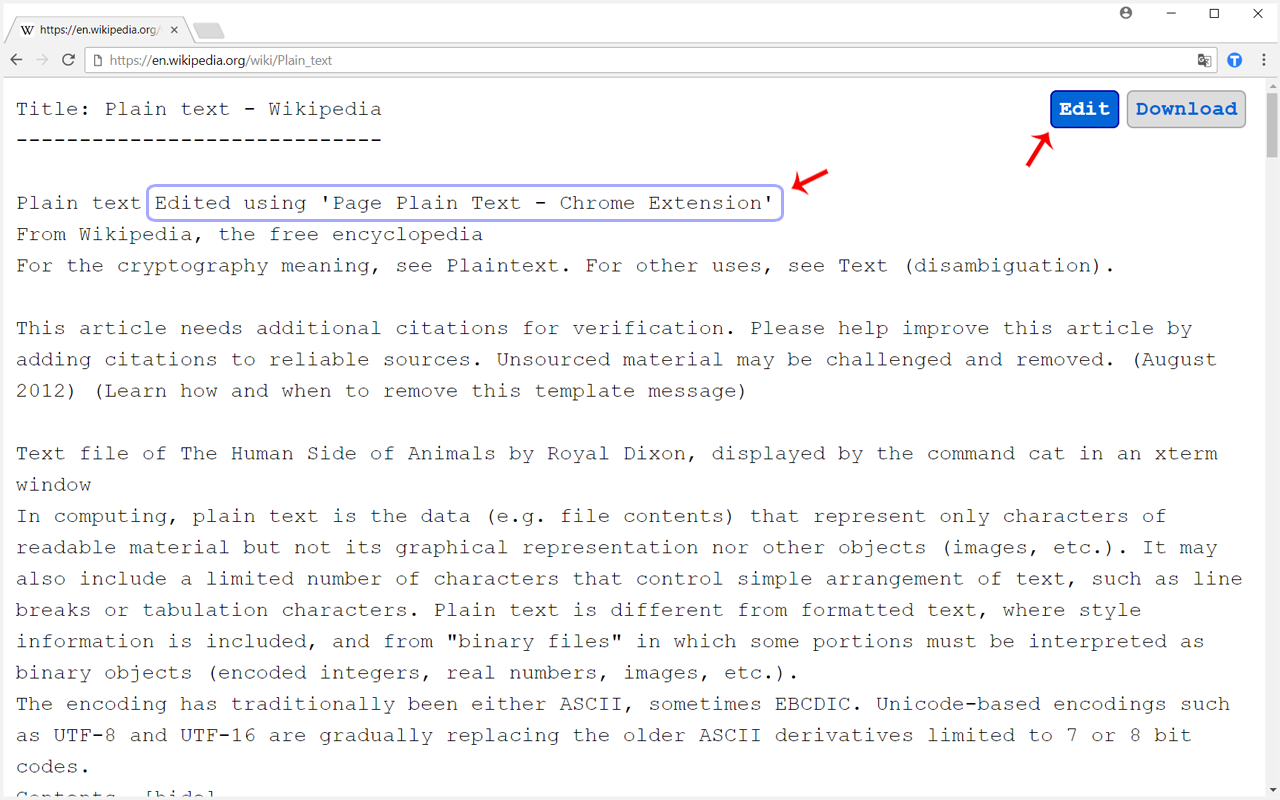 https://en.wikipedia.org/
https://en.wikipedia.org/wiki/Plain_text
Title: Plain text - Wikipedia
-----------------------------
Edit
Download
Plain text Edited using 'Page Plain Text - Chrome Extension'
From Wikipedia, the free encyclopedia
For the cryptography meaning, see Plaintext. For other uses, see Text (disambiguation).
This article needs additional citations for verification. Please help improve this article by
adding citations to reliable sources. Unsourced material may be challenged and removed. (August
2012) (Learn how and when to remove this template message)
Text file of The Human Side of Animals by Royal Dixon, displayed by the command cat in an xterm
window
In computing, plain text is the data (e.g. file contents) that represent only characters of
readable material but not its graphical representation nor other objects (images, etc.). It may
also include a limited number of characters that control simple arrangement of text, such as line
breaks or tabulation characters. Plain text is different from formatted text, where style
information is included, and from "binary files" in which some portions must be interpreted as
binary objects (encoded integers, real numbers, images, etc.).
The encoding has traditionally been either ASCII, sometimes EBCDIC. Unicode-based encodings such
as UTF-8 and UTF-16 are gradually replacing the older ASCII derivatives limited to 7 or 8 bit
codes.
Contents [hide]